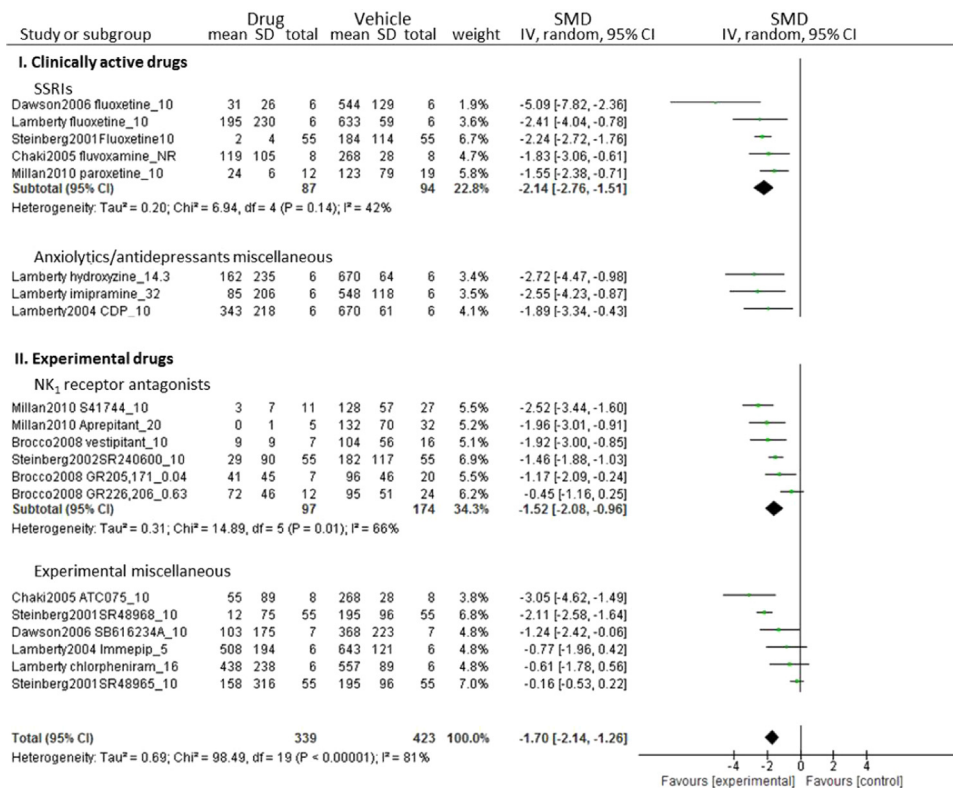 Drug Vehicle SMD SMD
Study or subgroup mean SD total mean SD total weight IV, random, 95% CI IV, random, 95% CI
I. Clinically active drugs
SSRIs
Dawson2006 fluoxetine_10 31 26 6 544 129 6 1.9% -5.09 [-7.82, -2.36]
Lamberty fluoxetine_10 195 230 6 633 59 6 3.6% -2.41 [-4.04, -0.78]
Steinberg2001Fluoxetine10 2 4 55 184 114 55 6.7% -2.24 [-2.72, -1.76]
Chaki2005 fluvoxamine_NR 119 105 8 268 28 8 4.7% -1.83 [-3.06, -0.61]
Millan2010 paroxetine_10 24 6 12 123 79 19 5.8% -1.55 [-2.38, -0.71]
Subtotal (95% CI) 87 94 22.8% -2.14 [-2.76, -1.51]
Heterogeneity: Tau² = 0.20; Chi² = 6.94, df = 4 (P = 0.14); I² = 42%
Anxiolytics/antidepressants miscellaneous
Lamberty hydroxyzine_14.3 162 235 6 670 64 6 3.4% -2.72 [-4.47, -0.98]
Lamberty imipramine_32 85 206 6 548 118 6 3.5% -2.55 [-4.23, -0.87]
Lamberty2004 CDP_10 343 218 6 670 61 6 4.1% -1.89 [-3.34, -0.43]
II. Experimental drugs
NK₁ receptor antagonists
Millan2010 S41744_10 3 7 11 128 57 27 5.5% -2.52 [-3.44, -1.60]
Millan2010 Aprepitant_20 0 1 5 132 70 32 5.2% -1.96 [-3.01, -0.91]
Brocco2008 vestipitant_10 9 9 7 104 56 16 5.1% -1.92 [-3.00, -0.85]
Steinberg2002SR240600_10 29 90 55 182 117 55 6.9% -1.46 [-1.88, -1.03]
Brocco2008 GR205,171_0.04 41 45 7 96 46 20 5.5% -1.17 [-2.09, -0.24]
Brocco2008 GR226,206_0.63 72 46 12 95 51 24 6.2% -0.45 [-1.16, 0.25]
Subtotal (95% CI) 97 174 34.3% -1.52 [-2.08, -0.96]
Heterogeneity: Tau² = 0.31; Chi² = 14.89, df = 5 (P = 0.01); I² = 66%
Experimental miscellaneous
Chaki2005 ATC075_10 55 89 8 268 28 8 3.8% -3.05 [-4.62, -1.49]
Steinberg2001SR48968_10 12 75 55 195 96 55 6.8% -2.11 [-2.58, -1.64]
Dawson2006 SB616234A_10 103 175 7 368 223 7 4.8% -1.24 [-2.42, -0.06]
Lamberty2004 Immepip_5 508 194 6 643 121 6 4.8% -0.77 [-1.96, 0.42]
Lamberty chlorpheniram_16 438 238 6 557 89 6 4.8% -0.61 [-1.78, 0.56]
Steinberg2001SR48965_10 158 316 55 195 96 55 7.0% -0.16 [-0.53, 0.22]
Total (95% CI) 339 423 100.0% -1.70 [-2.14, -1.26]
Heterogeneity: Tau² = 0.69; Chi² = 98.49, df = 19 (P < 0.00001); I² = 81%
-4 -2 0 2 4
Favours [experimental] Favours [control]